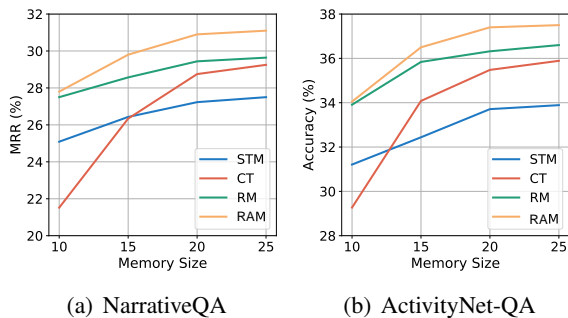 32
30
28
26
24
22
20
MRR (%)
STM
CT
RM
RAM
10 15 20 25
Memory Size
(a) NarrativeQA
38
36
34
32
30
28
Accuracy (%)
STM
CT
RM
RAM
10 15 20 25
Memory Size
(b) ActivityNet-QA